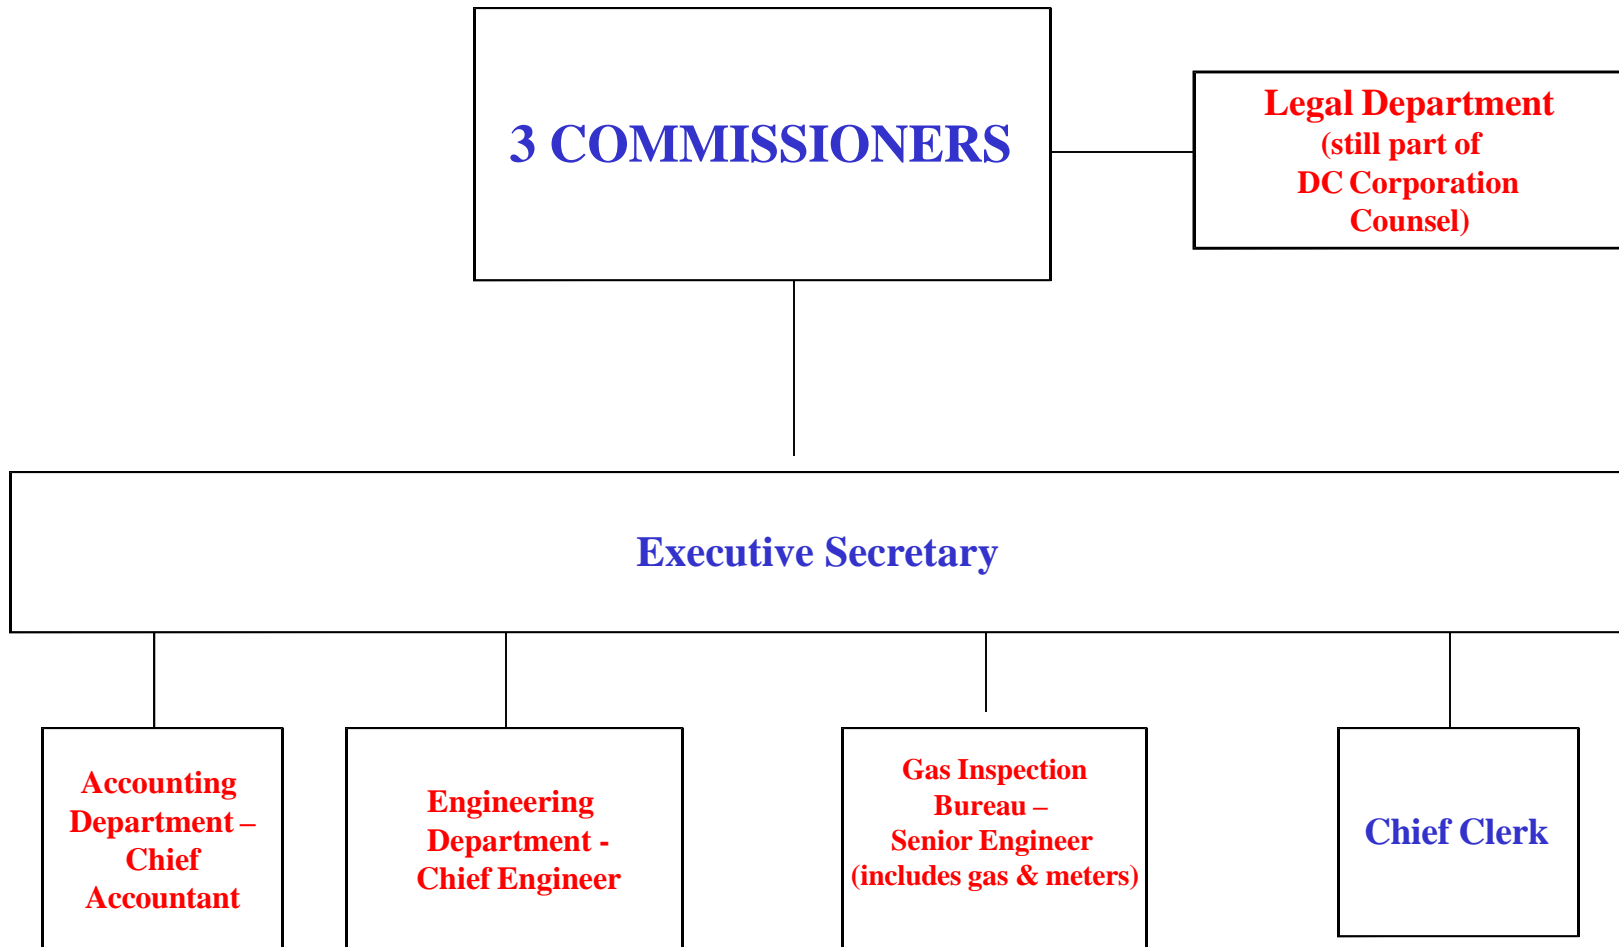 3 COMMISSIONERS
Legal Department
(still part of
DC Corporation
Counsel)
Executive Secretary
Accounting
Department –
Chief
Accountant
Engineering
Department -
Chief Engineer
Gas Inspection
Bureau –
Senior Engineer
(includes gas & meters)
Chief Clerk